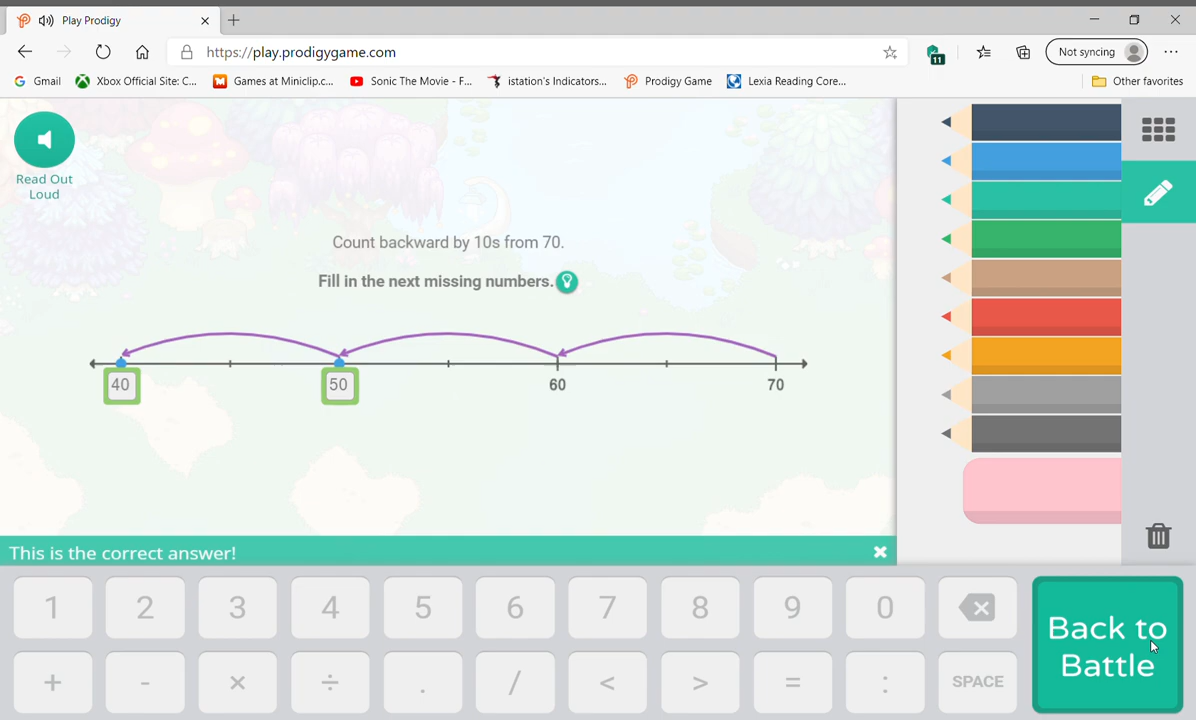 Play Prodigy
https://play.prodigygame.com
11
Not syncing
Gmail
Xbox Official Site: C...
Games at Miniclip.c...
Sonic The Movie - F...
istation's Indicators...
Prodigy Game
Lexia Reading Core...
Other favorites
Read Out
Loud
Count backward by 10s from 70.
Fill in the next missing numbers.
40 50 60 70
This is the correct answer!
1 2 3 4 5 6 7 8 9 0
+ - × ÷ . / < > = : SPACE
Back to
Battle